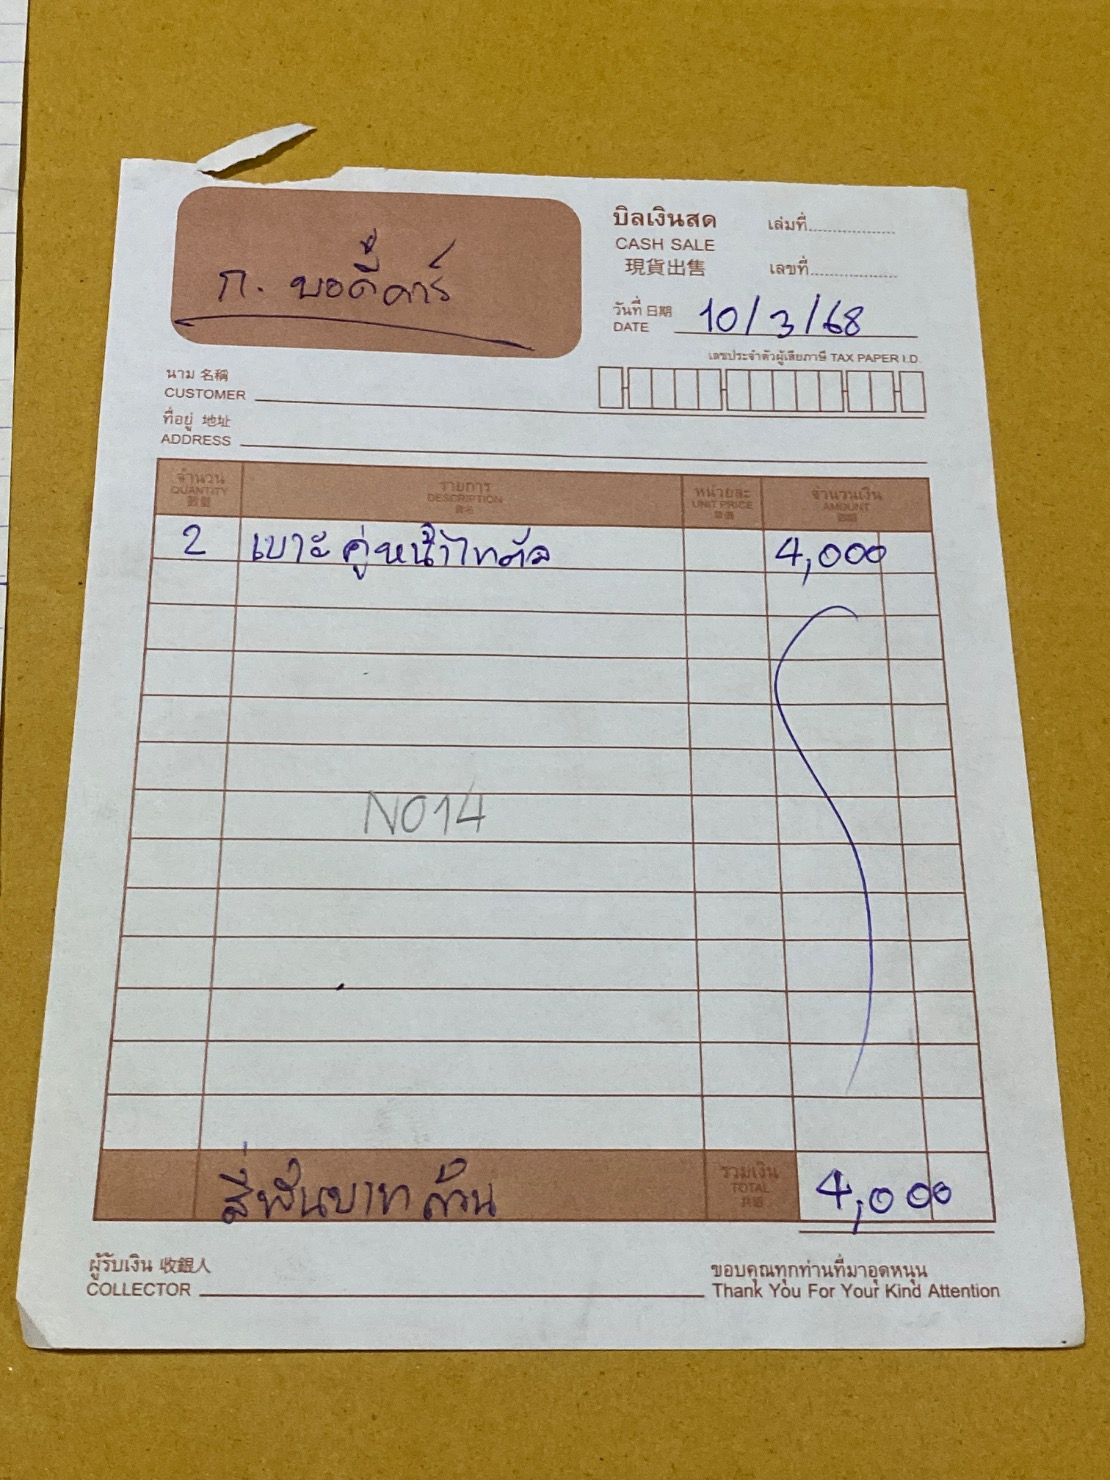 ก. บอดี้คาร์
บิลเงินสด
CASH SALE
現貨出售
เล่มที่
เลขที่
วันที่ 日期
DATE 10/3/68
เลขประจำตัวผู้เสียภาษี TAX PAPER I.D.
นาม 名稱
CUSTOMER
ที่อยู่ 地址
ADDRESS
จำนวน รายการ หน่วยละ จำนวนเงิน
QUANTITY DESCRIPTION UNIT PRICE AMOUNT
數量 單價
2 เบาะคู่หน้าไททัล 4,000
NO14
สี่พันบาทถ้วน รวมเงิน 4,000
TOTAL
ผู้รับเงิน 收銀人
COLLECTOR
ขอบคุณทุกท่านที่มาอุดหนุน
Thank You For Your Kind Attention